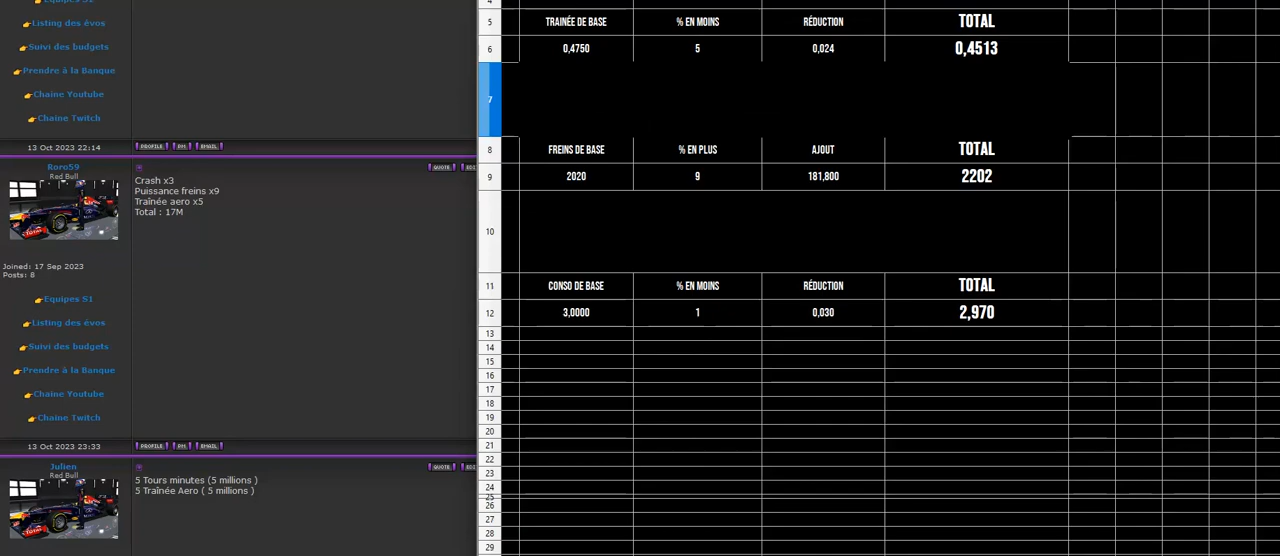 Equipes S1
👉Listing des évos
👉Suivi des budgets
👉Prendre à la Banque
👉Chaine Youtube
👉Chaine Twitch
13 Oct 2023 22:14
PROFILE PM EMAIL
Roro59
Red Bull
QUOTE
Crash x3
Puissance freins x9
Traînée aero x5
Total : 17M
Joined: 17 Sep 2023
Posts: 8
👉Equipes S1
👉Listing des évos
👉Suivi des budgets
👉Prendre à la Banque
👉Chaine Youtube
👉Chaine Twitch
13 Oct 2023 23:33
PROFILE PM EMAIL
Julien
Red Bull
QUOTE
5 Tours minutes (5 millions )
5 Traînée Aero ( 5 millions )
4
5 TRAINÉE DE BASE % EN MOINS RÉDUCTION TOTAL
6 0,4750 5 0,024 0,4513
7
8 FREINS DE BASE % EN PLUS AJOUT TOTAL
9 2020 9 181,800 2202
10
11 CONSO DE BASE % EN MOINS RÉDUCTION TOTAL
12 3,0000 1 0,030 2,970
13
14
15
16
17
18
19
20
21
22
23
24
25
26
27
28
29